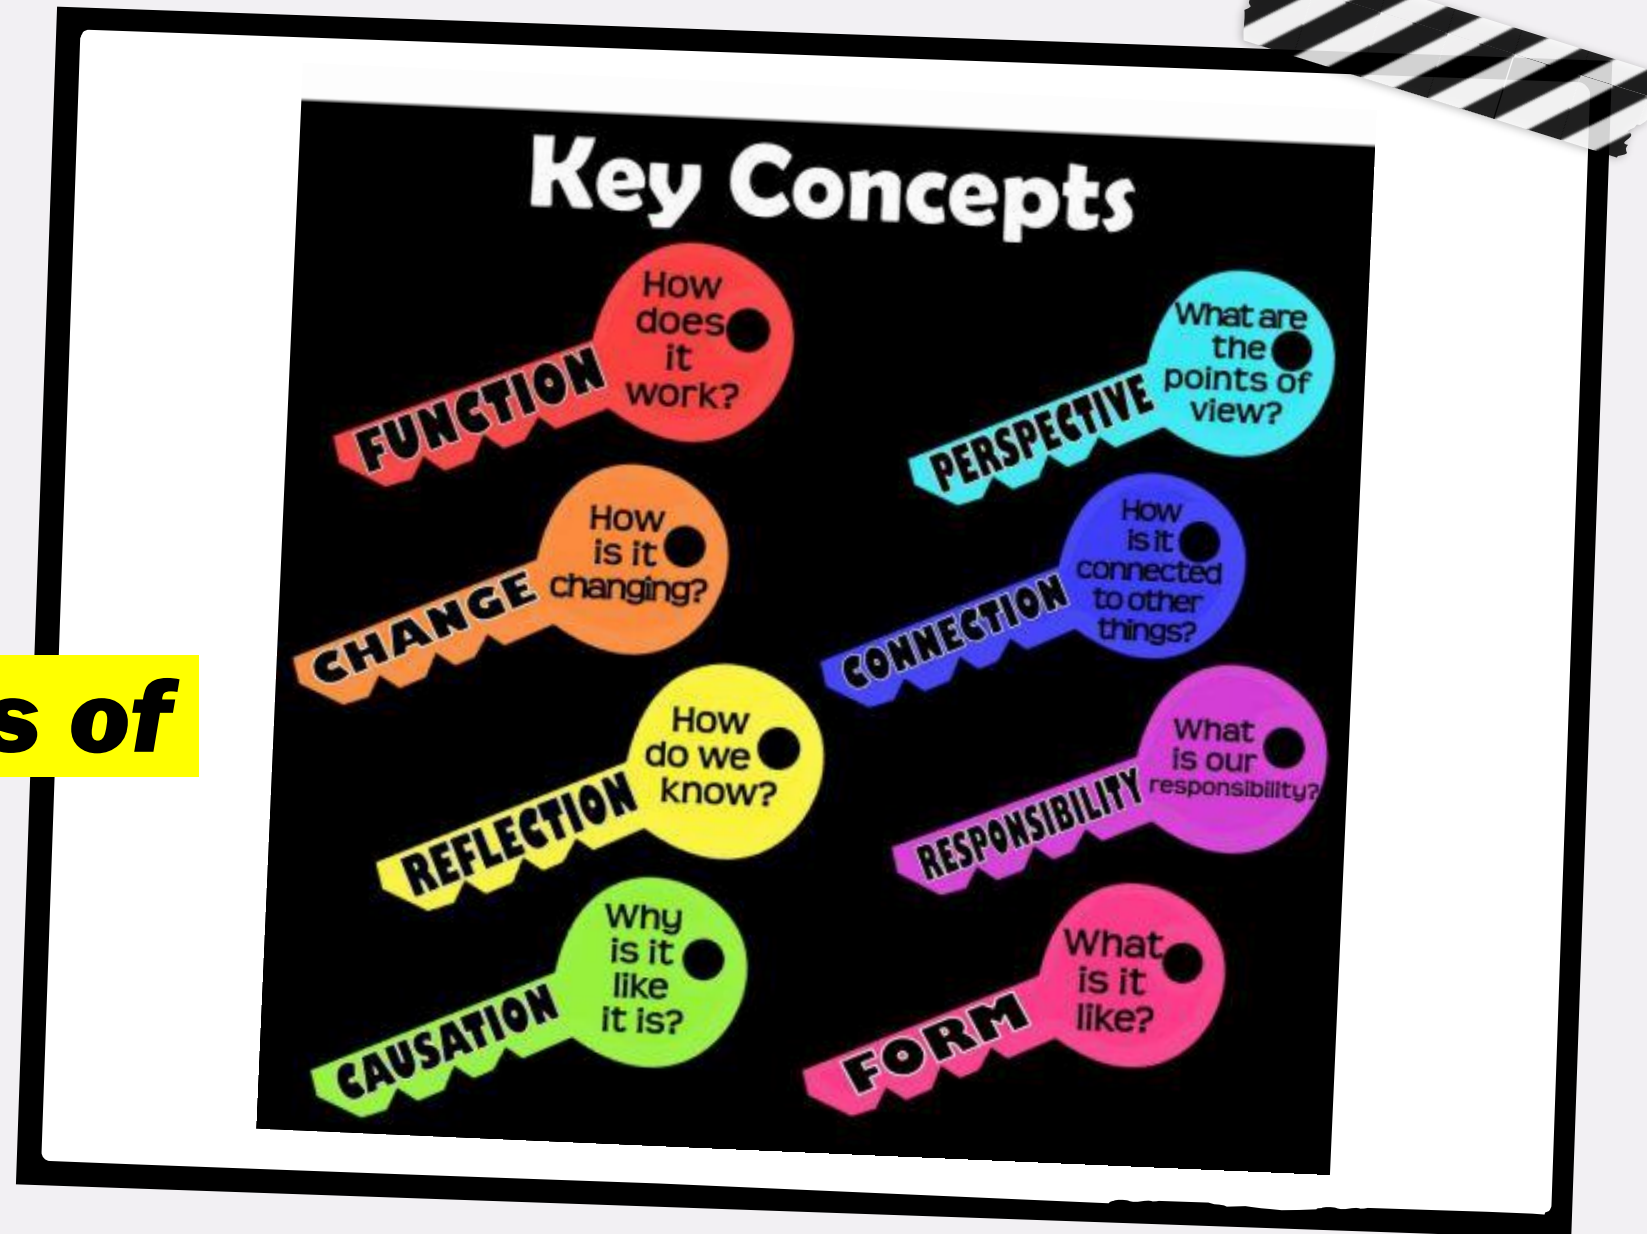 Key Concepts
How
does
it
work?
FUNCTION
What are
the
points of
view?
PERSPECTIVE
How
is it
changing?
CHANGE
How
is it
connected
to other
things?
CONNECTION
s of
How
do we
know?
REFLECTION
What
is our
responsibility?
RESPONSIBILITY
Why
is it
like
it is?
CAUSATION
What
is it
like?
FORM